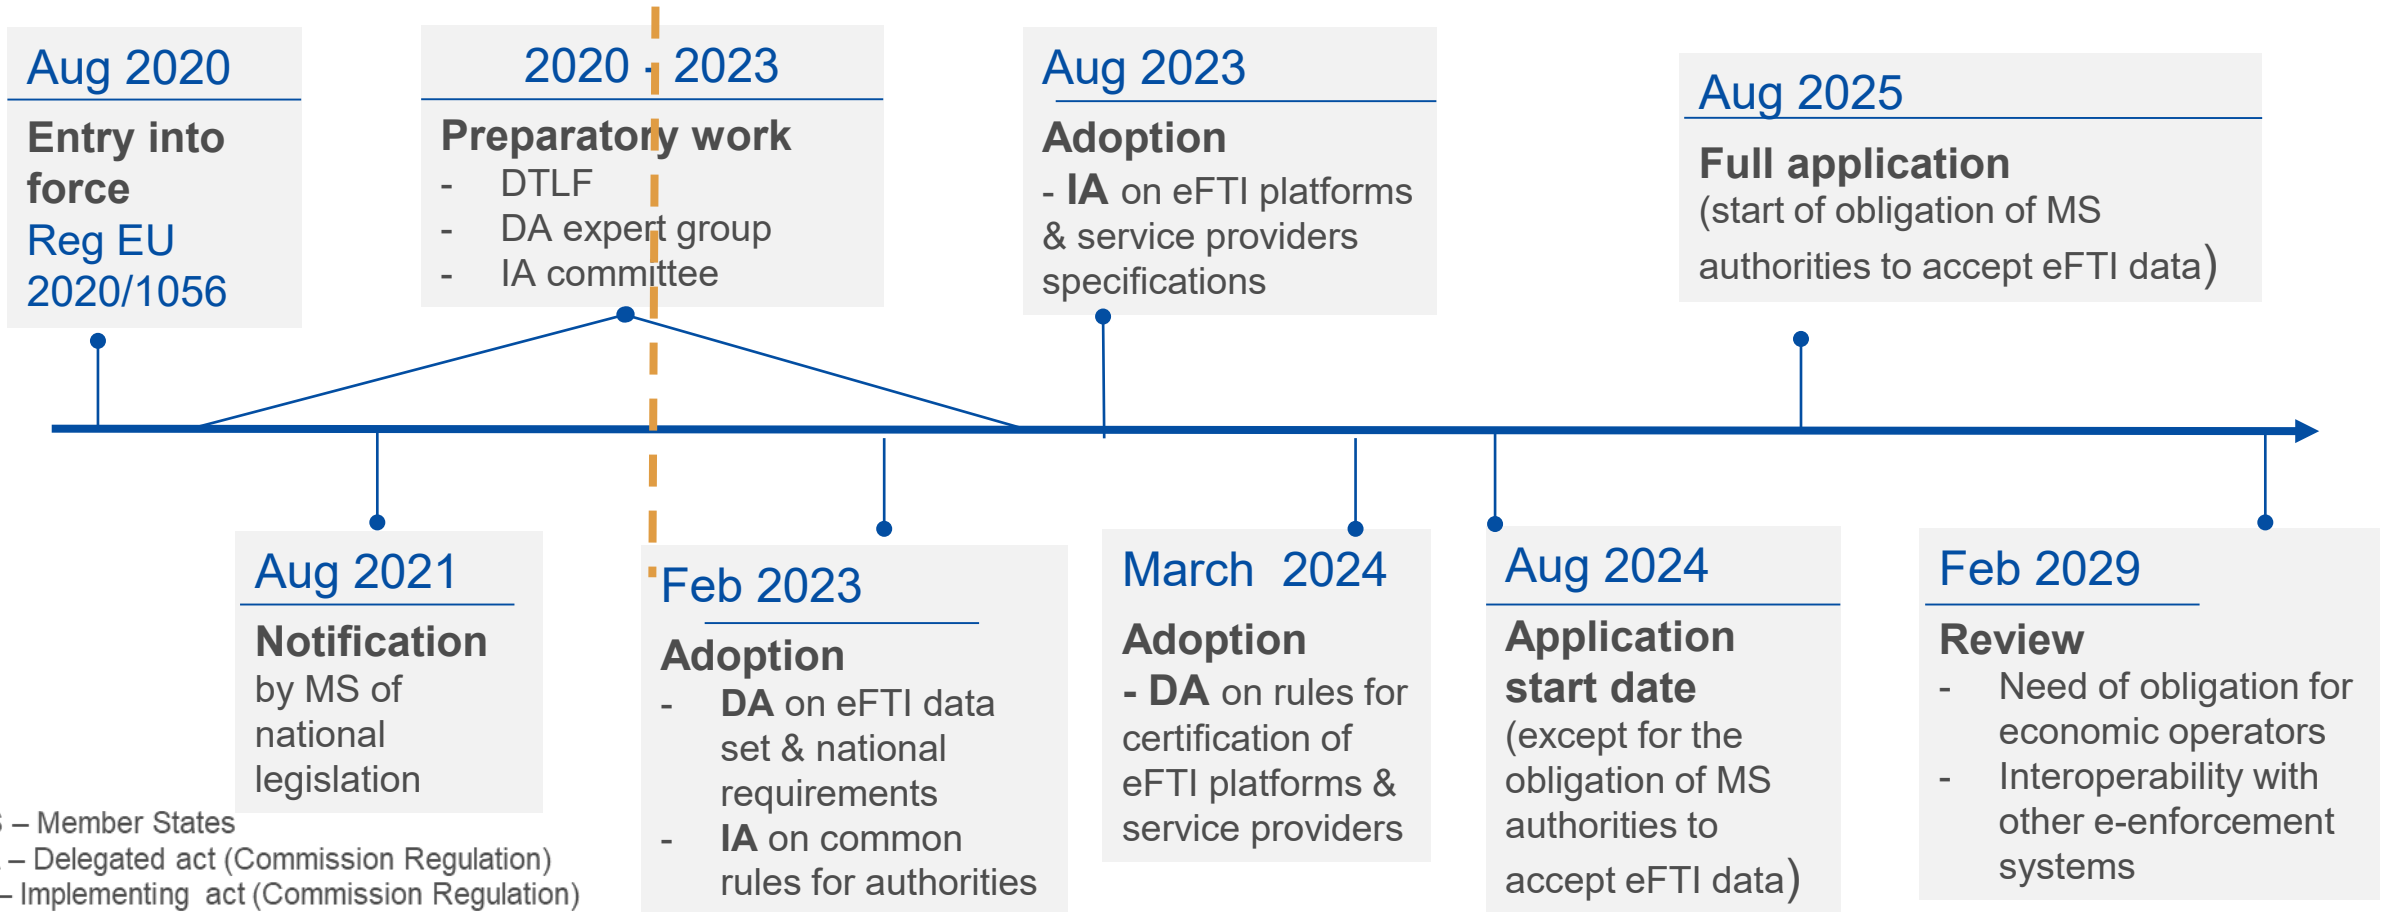 Aug 2020
Entry into
force
Reg EU
2020/1056
2020 - 2023
Preparatory work
- DTLF
- DA expert group
- IA committee
Aug 2023
Adoption
- IA on eFTI platforms
& service providers
specifications
Aug 2025
Full application
(start of obligation of MS
authorities to accept eFTI data)
Aug 2021
Notification
by MS of
national
legislation
Feb 2023
Adoption
- DA on eFTI data
set & national
requirements
- IA on common
rules for authorities
March 2024
Adoption
- DA on rules for
certification of
eFTI platforms &
service providers
Aug 2024
Application
start date
(except for the
obligation of MS
authorities to
accept eFTI data)
Feb 2029
Review
- Need of obligation for
economic operators
- Interoperability with
other e-enforcement
systems
– Member States
– Delegated act (Commission Regulation)
– Implementing act (Commission Regulation)